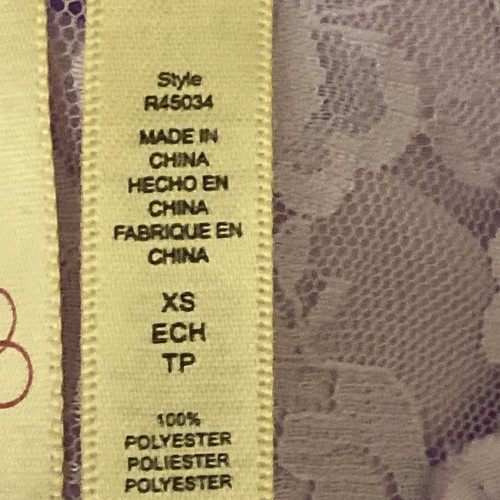 Style
R45034
MADE IN
CHINA
HECHO EN
CHINA
FABRIQUE EN
CHINA
XS
ECH
TP
100%
POLYESTER
POLIESTER
POLYESTER